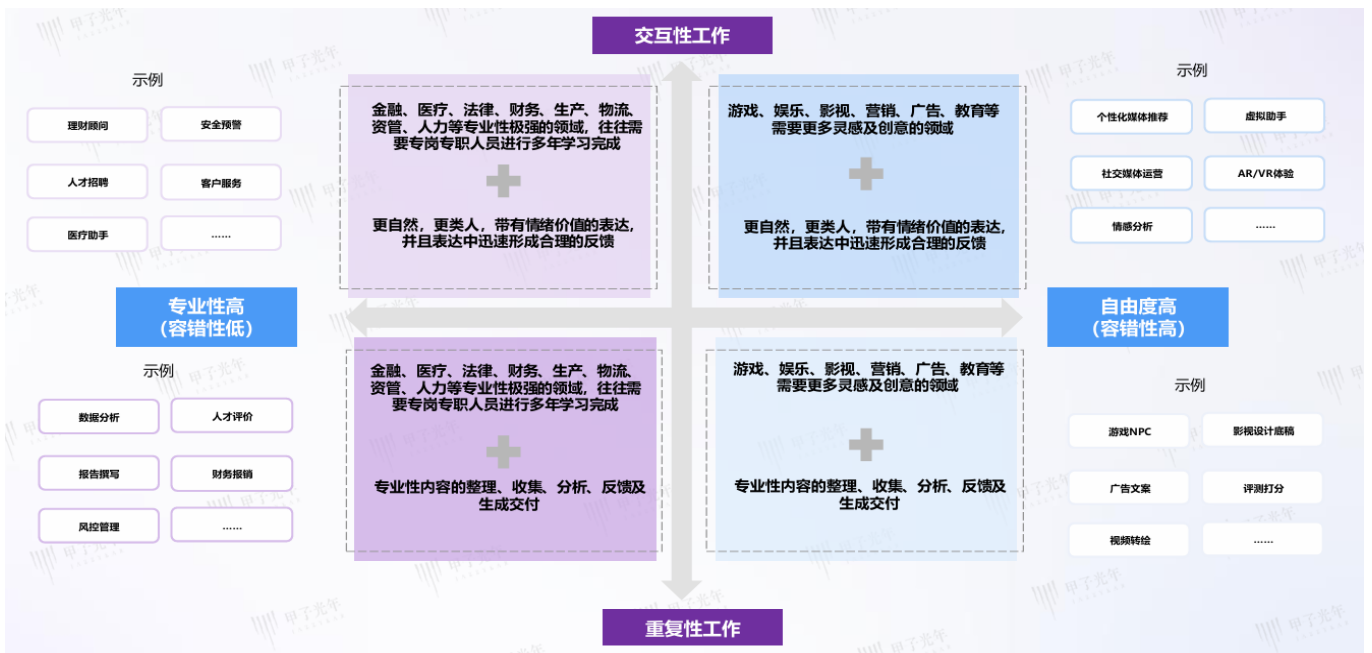 交互性工作
示例
理财顾问
安全预警
人才招聘
客户服务
医疗助手
……
金融、医疗、法律、财务、生产、物流、
资管、人力等专业性极强的领域，往往需
要专岗专职人员进行多年学习完成
更自然，更类人，带有情绪价值的表达，
并且表达中迅速形成合理的反馈
游戏、娱乐、影视、营销、广告、教育等
需要更多灵感及创意的领域
更自然，更类人，带有情绪价值的表达，
并且表达中迅速形成合理的反馈
示例
个性化媒体推荐
虚拟助手
社交媒体运营
AR/VR体验
情感分析
……
专业性高
（容错性低）
自由度高
（容错性高）
示例
数据分析
人才评价
报告撰写
财务报销
风控管理
……
金融、医疗、法律、财务、生产、物流、
资管、人力等专业性极强的领域，往往需
要专岗专职人员进行多年学习完成
专业性内容的整理、收集、分析、反馈及
生成交付
游戏、娱乐、影视、营销、广告、教育等
需要更多灵感及创意的领域
专业性内容的整理、收集、分析、反馈及
生成交付
示例
游戏NPC
影视设计底稿
广告文案
评测打分
视频转绘
……
重复性工作
甲子光年